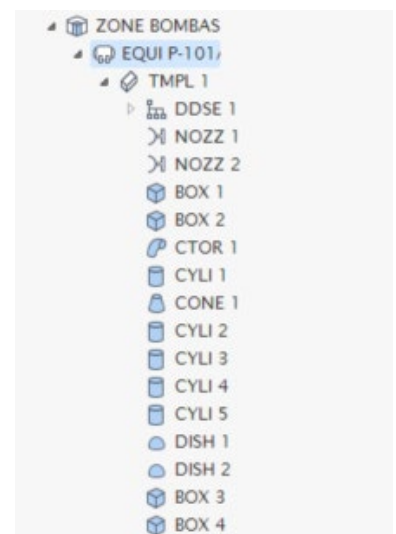 ZONE BOMBAS
EQUI P-101
TMPL 1
DDSE 1
NOZZ 1
NOZZ 2
BOX 1
BOX 2
CTOR 1
CYLI 1
CONE 1
CYLI 2
CYLI 3
CYLI 4
CYLI 5
DISH 1
DISH 2
BOX 3
BOX 4